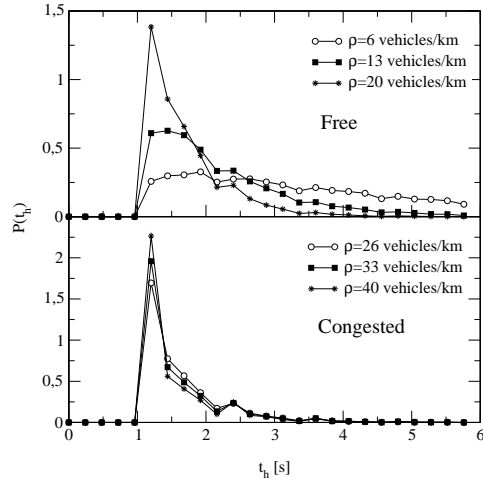 1,5
ρ=6 vehicles/km
ρ=13 vehicles/km
1
ρ=20 vehicles/km
Free
0,5
0
P(t_h)
ρ=26 vehicles/km
2
ρ=33 vehicles/km
ρ=40 vehicles/km
1,5
Congested
1
0,5
0
0 1 2 3 4 5 6
t_h [s]